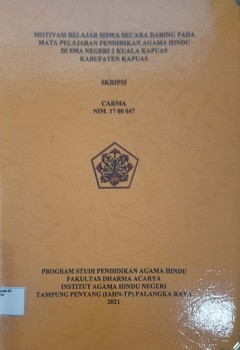 MOTIVASI BELAJAR SISWA SECARA DARING PADA
MATA PELAJARAN PENDIDIKAN AGAMA HINDU
DI SMA NEGERI 2 KUALA KAPUAS
KABUPATEN KAPUAS
SKRIPSI
CARMA
NIM. 17 00 047
PROGRAM STUDI PENDIDIKAN AGAMA HINDU
FAKULTAS DHARMA ACARYA
INSTITUT AGAMA HINDU NEGERI
TAMPUNG PENYANG (IAHN-TP) PALANGKA RAYA
2021